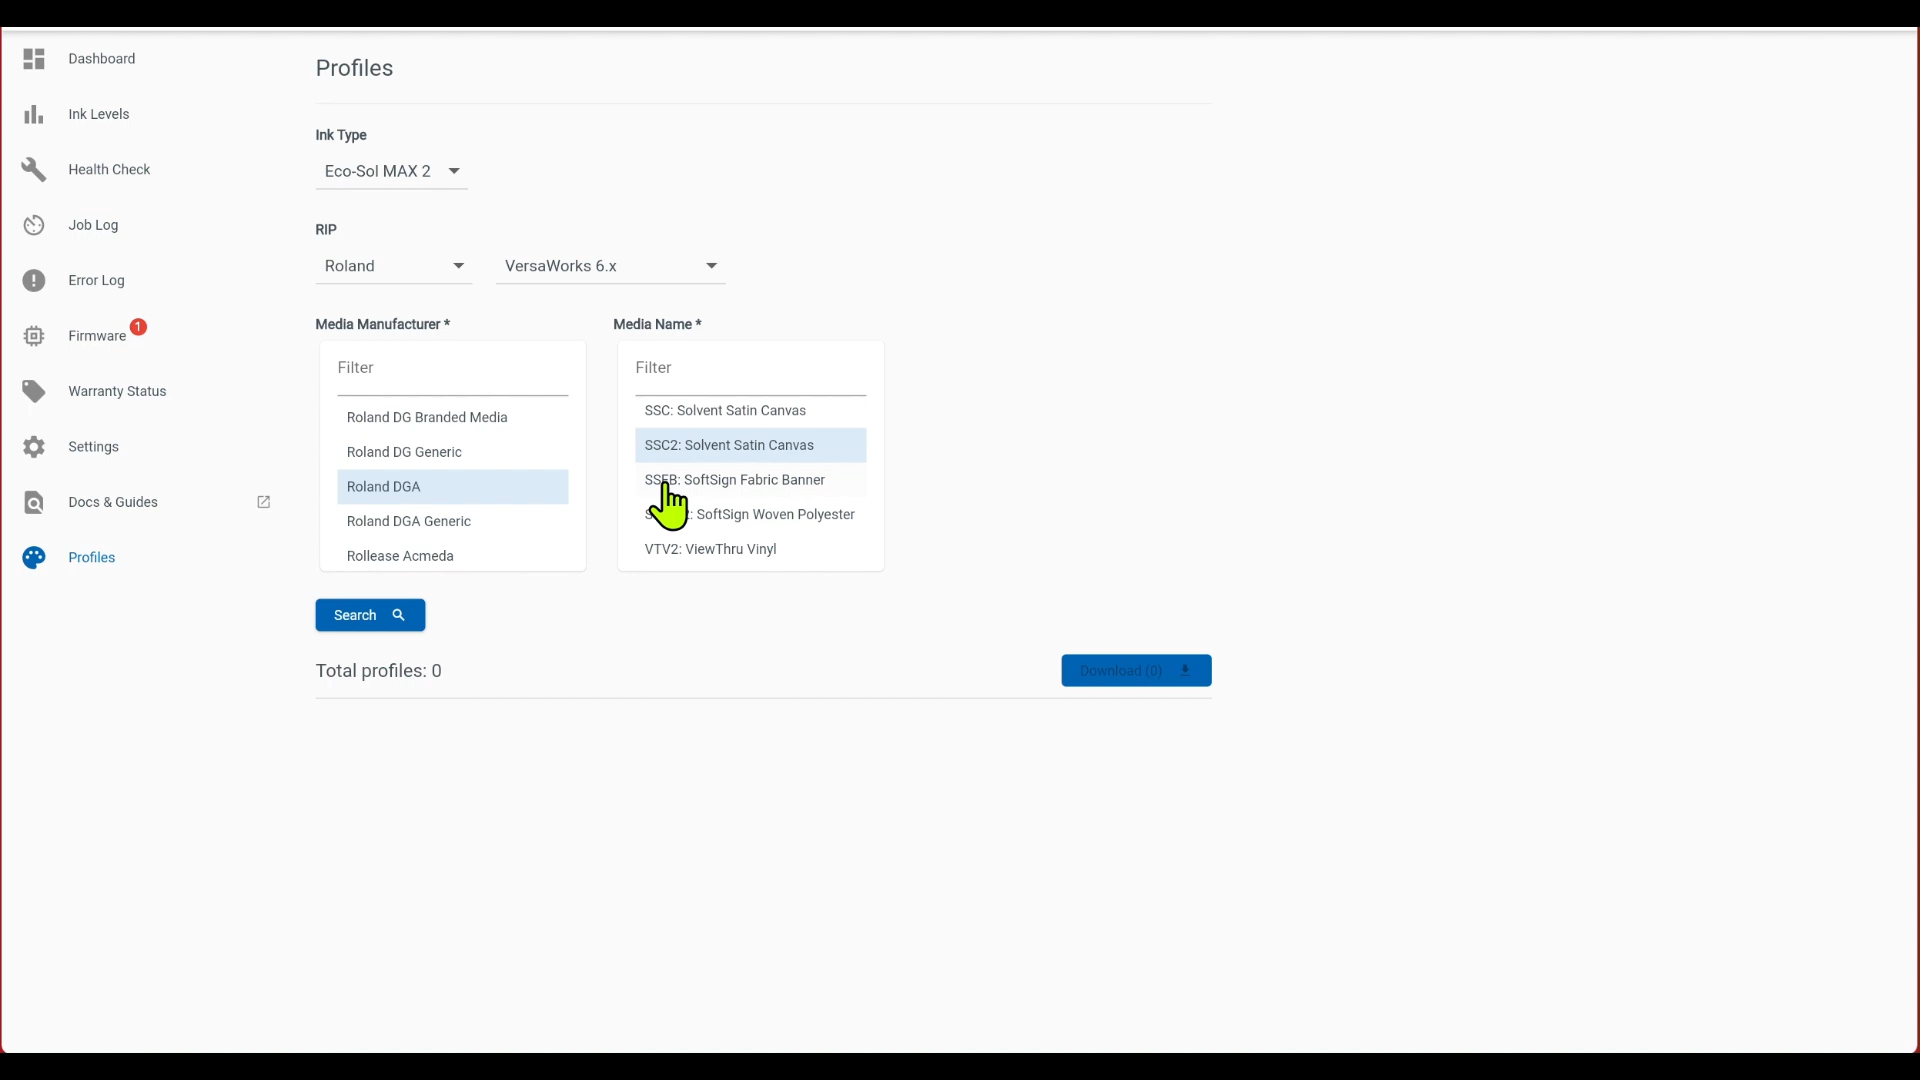 Dashboard
Ink Levels
Health Check
Job Log
Error Log
Firmware 1
Warranty Status
Settings
Docs & Guides
Profiles
Profiles
Ink Type
Eco-Sol MAX 2
RIP
Roland
VersaWorks 6.x
Media Manufacturer *
Filter
Roland DG Branded Media
Roland DG Generic
Roland DGA
Roland DGA Generic
Rollease Acmeda
Media Name *
Filter
SSC: Solvent Satin Canvas
SSC2: Solvent Satin Canvas
SSFB: SoftSign Fabric Banner
SoftSign Woven Polyester
VTV2: ViewThru Vinyl
Search
Total profiles: 0
Download (0)